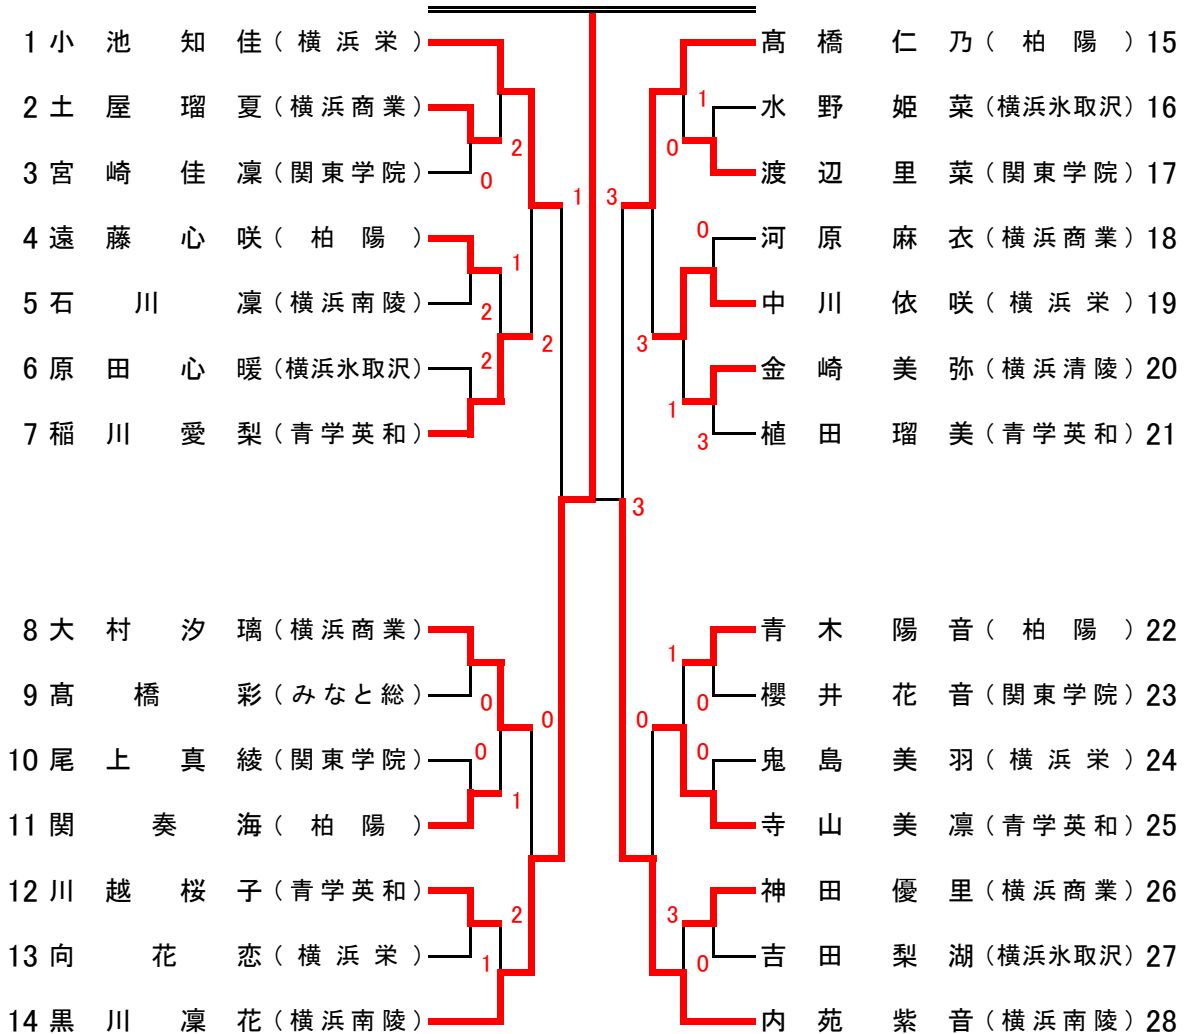 1 小池知佳(横浜栄)
2 土屋瑠夏(横浜商業)
2
3 宮崎佳凜(関東学院)
0
1
4 遠藤心咲(柏陽)
1
5 石川凜(横浜南陵)
2
2
6 原田心暖(横浜氷取沢)
2
7 稲川愛梨(青学英和)
8 大村汐璃(横浜商業)
9 髙橋彩(みなと総)
0
0
10 尾上真綾(関東学院)
0
1
11 関奏海(柏陽)
12 川越桜子(青学英和)
2
13 向花恋(横浜栄)
1
14 黒川凜花(横浜南陵)
髙橋仁乃(柏陽) 15
1
水野姫菜(横浜氷取沢) 16
0
渡辺里菜(関東学院) 17
3
0
河原麻衣(横浜商業) 18
中川依咲(横浜栄) 19
3
金崎美弥(横浜清陵) 20
1
植田瑠美(青学英和) 21
3
3
青木陽音(柏陽) 22
1
櫻井花音(関東学院) 23
0
0
0
鬼島美羽(横浜栄) 24
寺山美凛(青学英和) 25
神田優里(横浜商業) 26
3
吉田梨湖(横浜氷取沢) 27
0
内苑紫音(横浜南陵) 28